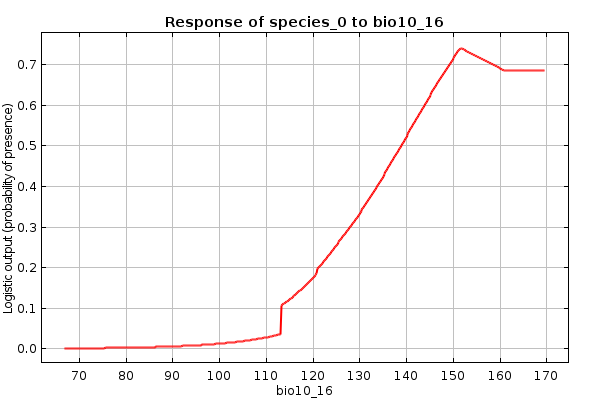 Response of species_0 to bio10_16
Logistic output (probability of presence)
0.7
0.6
0.5
0.4
0.3
0.2
0.1
0.0
70 80 90 100 110 120 130 140 150 160 170
bio10_16